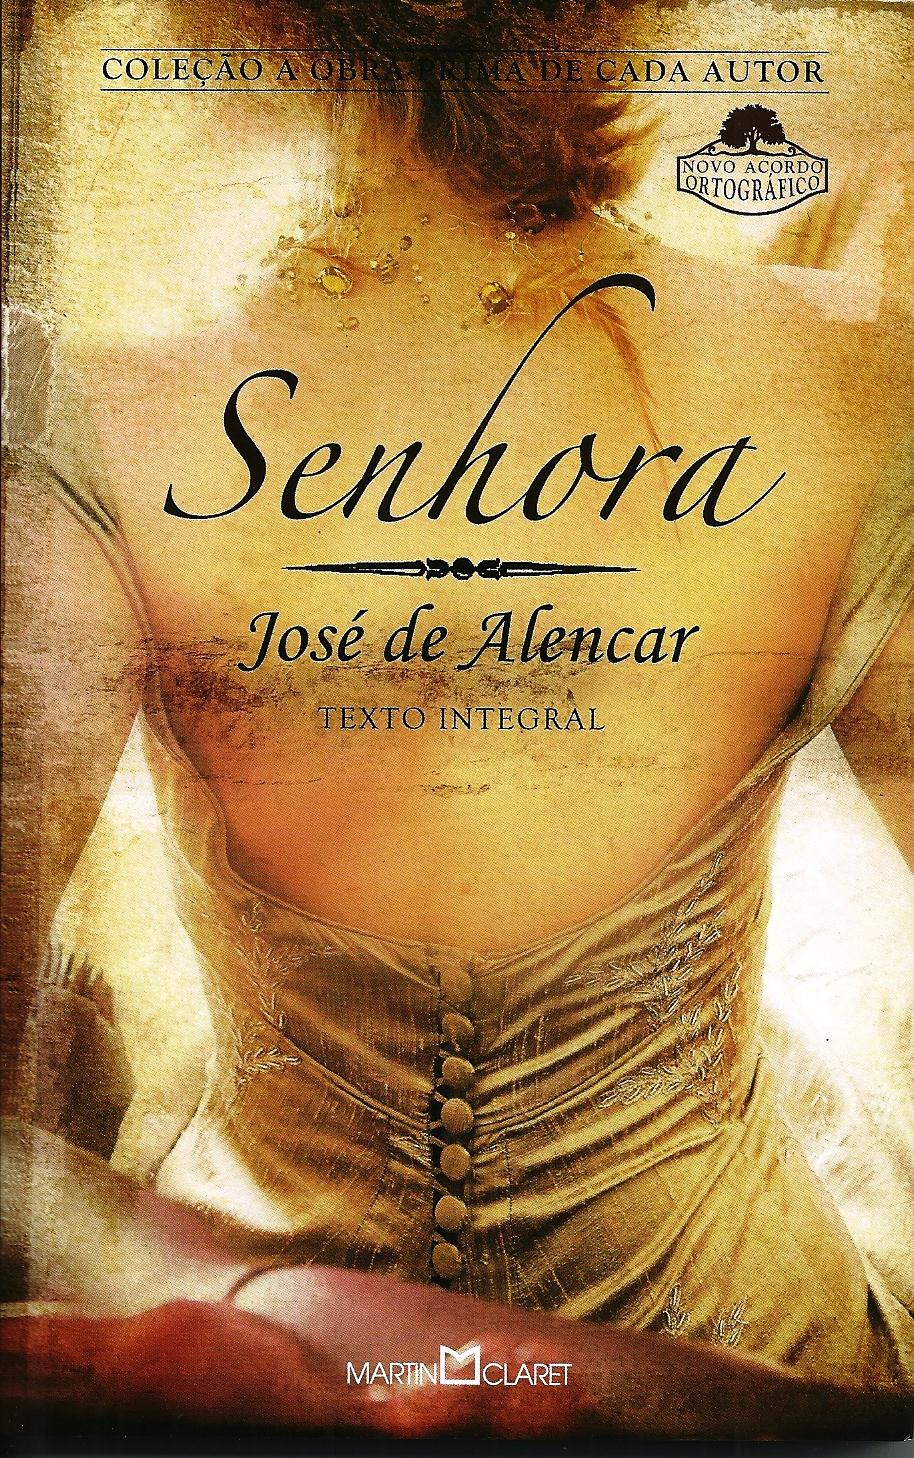 COLEÇÃO A OBRA-PRIMA DE CADA AUTOR
NOVO ACORDO
ORTOGRÁFICO
Senhora
José de Alencar
TEXTO INTEGRAL
MARTIN CLARET